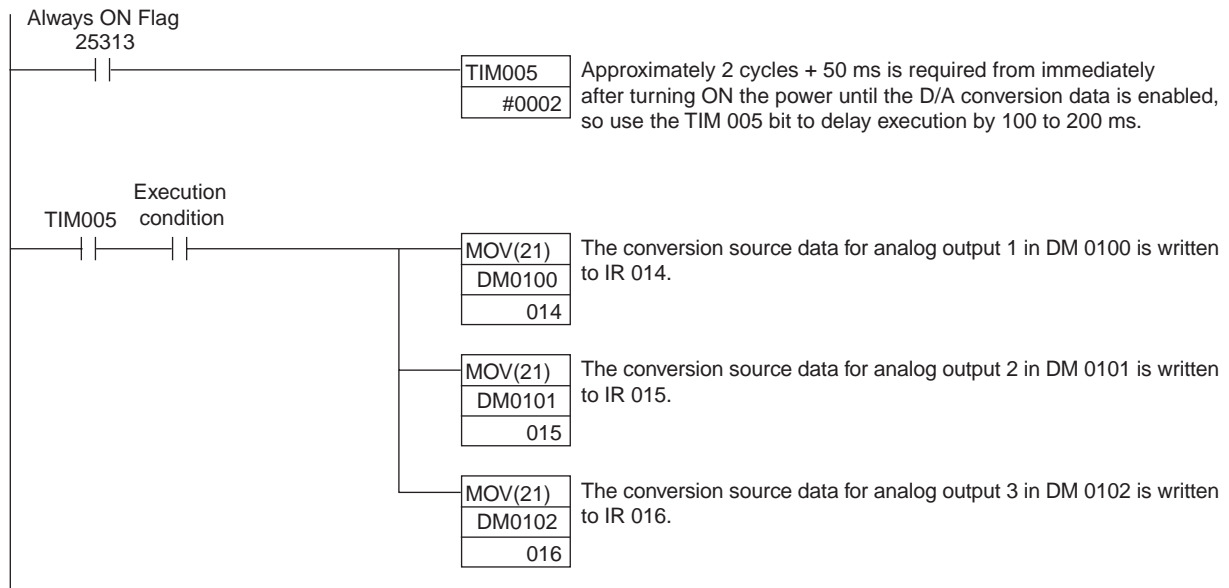 Always ON Flag
25313
TIM005
#0002
Approximately 2 cycles + 50 ms is required from immediately
after turning ON the power until the D/A conversion data is enabled,
so use the TIM 005 bit to delay execution by 100 to 200 ms.
Execution
condition
TIM005
MOV(21)
DM0100
014
The conversion source data for analog output 1 in DM 0100 is written
to IR 014.
MOV(21)
DM0101
015
The conversion source data for analog output 2 in DM 0101 is written
to IR 015.
MOV(21)
DM0102
016
The conversion source data for analog output 3 in DM 0102 is written
to IR 016.